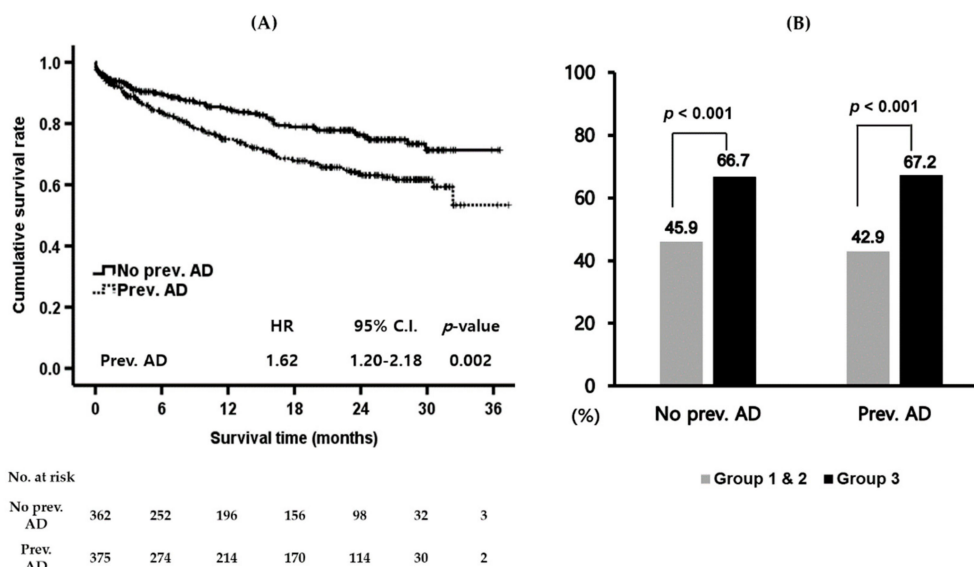 (A)
Cumulative survival rate
1.0
0.8
0.6
0.4
0.2
0.0
No prev. AD
Prev. AD
HR 95% C.I. p-value
Prev. AD 1.62 1.20-2.18 0.002
0 6 12 18 24 30 36
Survival time (months)
No. at risk
No prev.
AD 362 252 196 156 98 32 3
Prev.
AD 375 274 214 170 114 30 2
(B)
100
80
60
40
20
0
(%)
p < 0.001 p < 0.001
45.9 66.7 42.9 67.2
No prev. AD Prev. AD
Group 1 & 2 Group 3